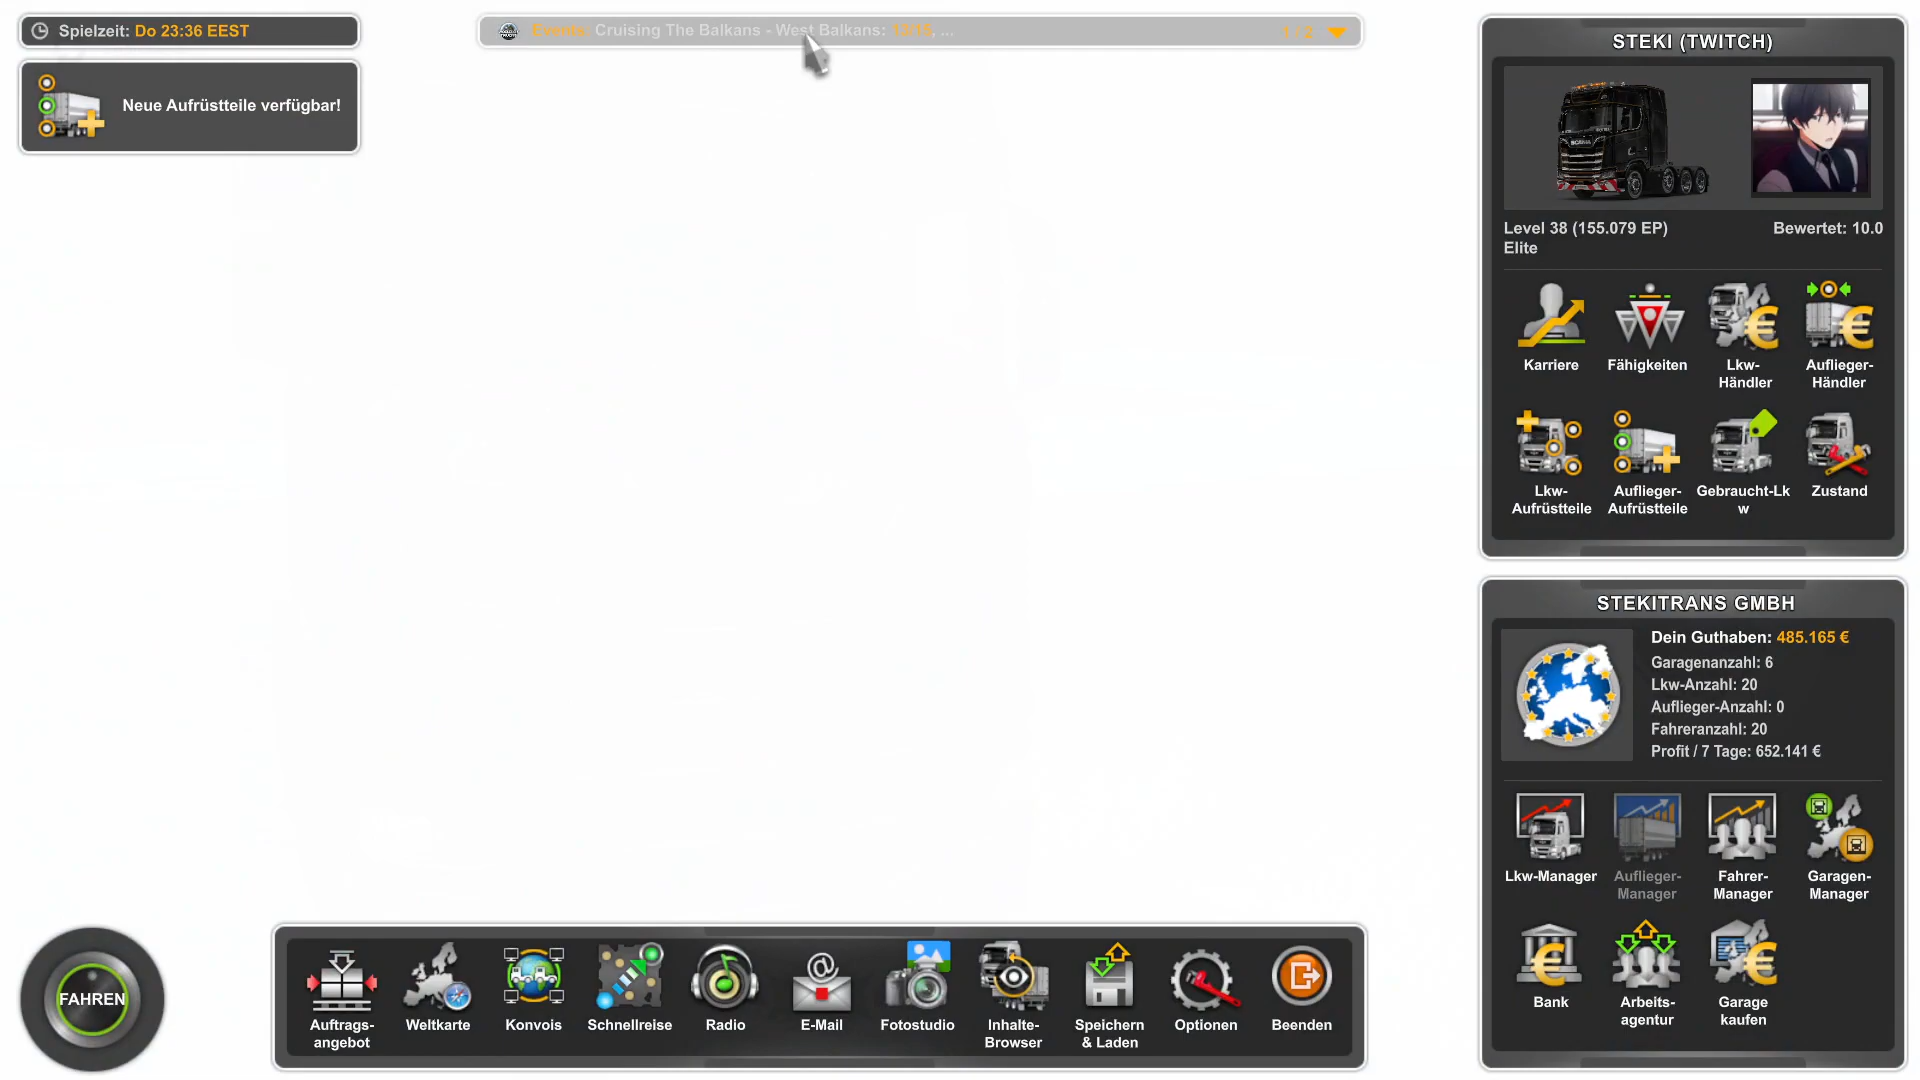 Spielzeit: Do 23:36 EEST
Neue Aufrüstteile verfügbar!
Events: Cruising The Balkans - West Balkans: 13/15, ...
1 / 2
STEKI (TWITCH)
SCANIA
Level 38 (155.079 EP)
Bewertet: 10.0
Elite
Karriere
Fähigkeiten
Lkw-
Händler
Auflieger-
Händler
Lkw-
Aufrüstteile
Auflieger-
Aufrüstteile
Gebraucht-Lk
w
Zustand
STEKITRANS GMBH
Dein Guthaben: 485.165 €
Garagenanzahl: 6
Lkw-Anzahl: 20
Auflieger-Anzahl: 0
Fahreranzahl: 20
Profit / 7 Tage: 652.141 €
Lkw-Manager
Auflieger-
Manager
Fahrer-
Manager
Garagen-
Manager
Bank
Arbeits-
agentur
Garage
kaufen
FAHREN
Auftrags-
angebot
Weltkarte
Konvois
Schnellreise
Radio
E-Mail
Fotostudio
Inhalte-
Browser
Speichern
& Laden
Optionen
Beenden